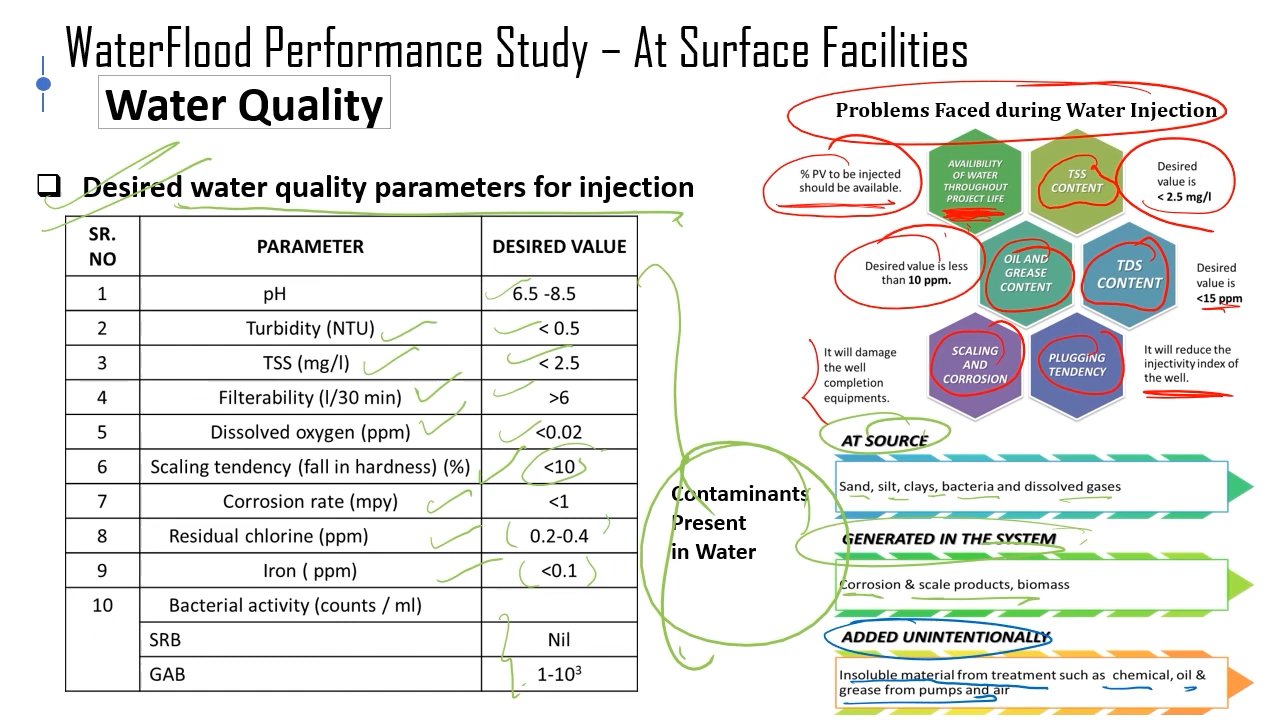 WaterFlood Performance Study – At Surface Facilities
Water Quality
Desired water quality parameters for injection
SR. NO PARAMETER DESIRED VALUE
1 pH 6.5 -8.5
2 Turbidity (NTU) < 0.5
3 TSS (mg/l) < 2.5
4 Filterability (l/30 min) >6
5 Dissolved oxygen (ppm) <0.02
6 Scaling tendency (fall in hardness) (%) <10
7 Corrosion rate (mpy) <1
8 Residual chlorine (ppm) 0.2-0.4
9 Iron ( ppm) <0.1
10 Bacterial activity (counts / ml)
SRB Nil
GAB 1-10³
Problems Faced during Water Injection
% PV to be injected
should be available.
AVAILIBILITY
OF WATER
THROUGHOUT
PROJECT LIFE
TSS
CONTENT
Desired
value is
< 2.5 mg/l
Desired value is less
than 10 ppm.
OIL AND
GREASE
CONTENT
TDS
CONTENT
Desired
value is
<15 ppm
It will damage
the well
completion
equipments.
SCALING
AND
CORROSION
PLUGGING
TENDENCY
It will reduce the
injectivity index of
the well.
Contaminants
Present
in Water
AT SOURCE
Sand, silt, clays, bacteria and dissolved gases
GENERATED IN THE SYSTEM
Corrosion & scale products, biomass
ADDED UNINTENTIONALLY
Insoluble material from treatment such as chemical, oil &
grease from pumps and air